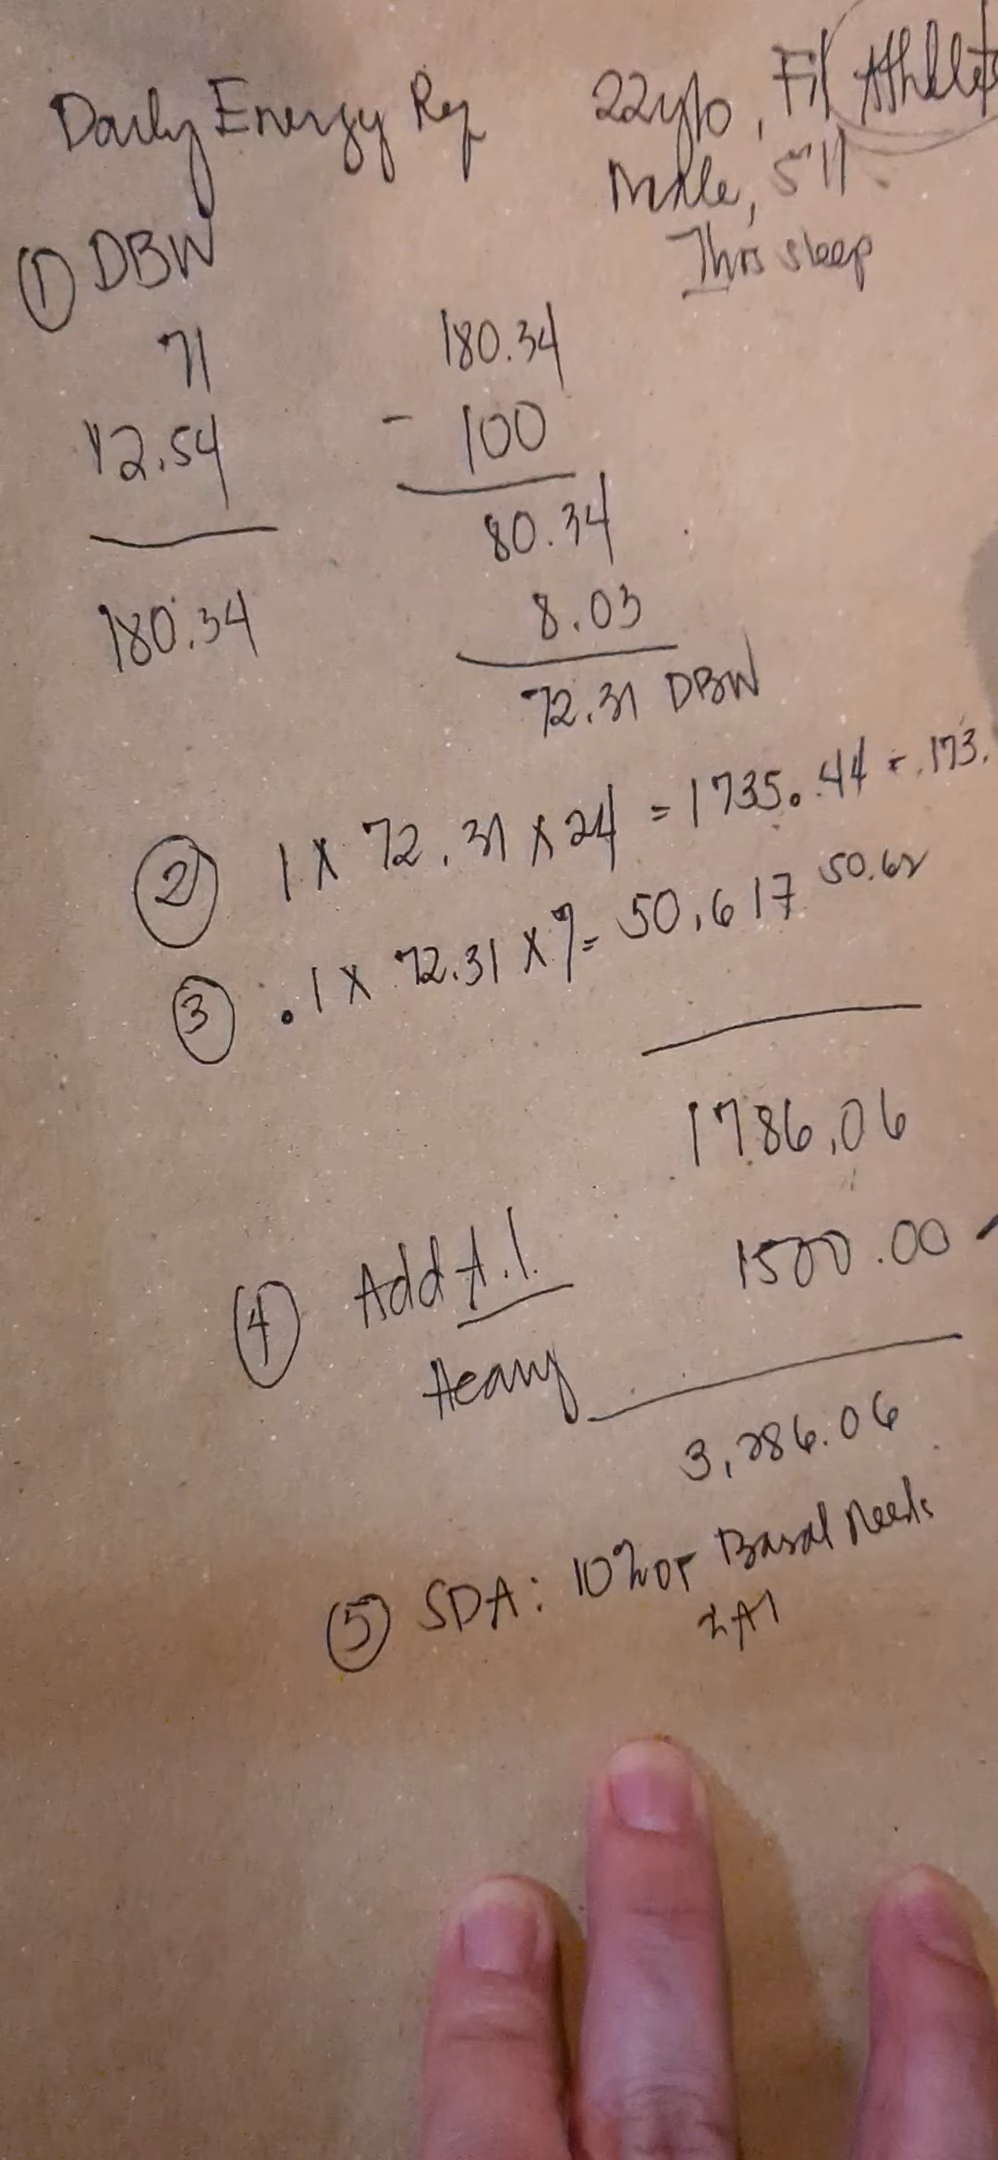 Daily Energy Req
22y/o, Fit Athlete
Male, 5'11
7hrs sleep
① DBW
71
x2.54
180.34
180.34
- 100
80.34
8.03
72.31 DBW
② 1 x 72.31 x 24 = 1735.44
③ .1 x 72.31 x 7 = 50.617 50.62
1786.06
④ Add A.I. 1500.00
Heavy
3,286.06
⑤ SDA: 10% of Basal Needs